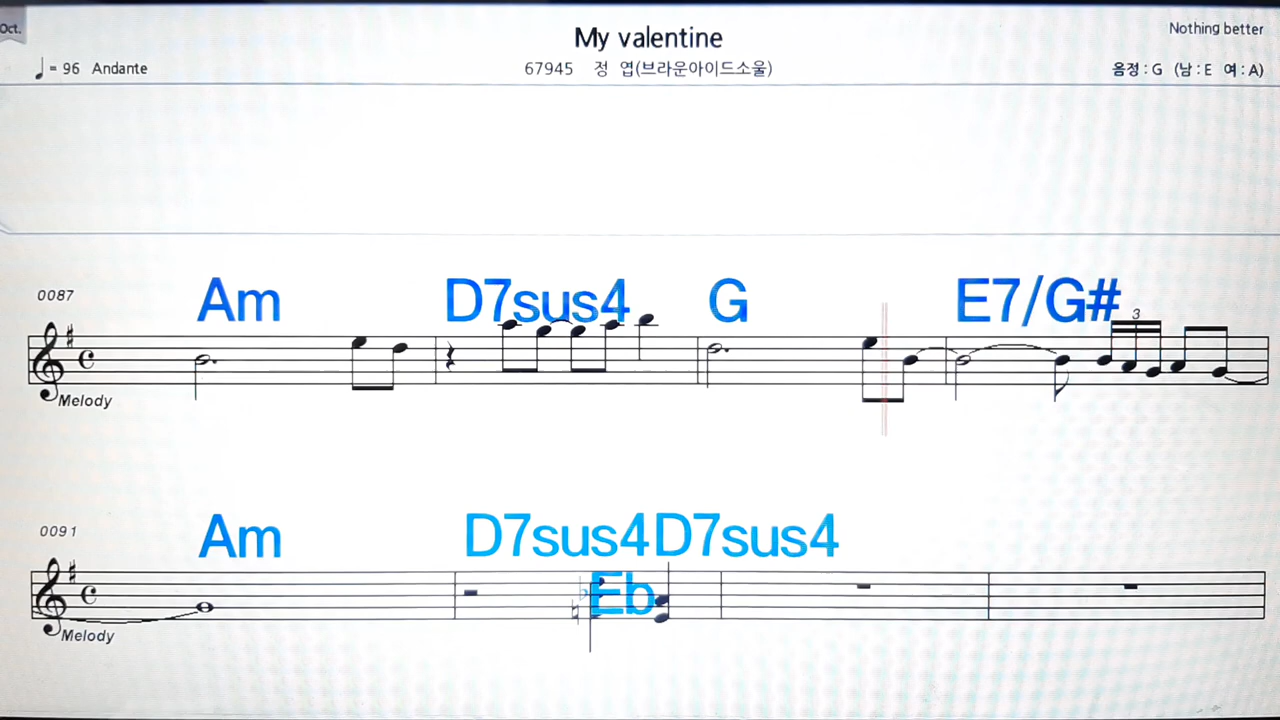 Oct.
My valentine
Nothing better
= 96 Andante
67945 정 엽(브라운아이드소울)
음정 : G (남 : E 여 : A)
Am D7sus4 G E7/G#
0087
3
Melody
0091
Am D7sus4 D7sus4
Eb
Melody